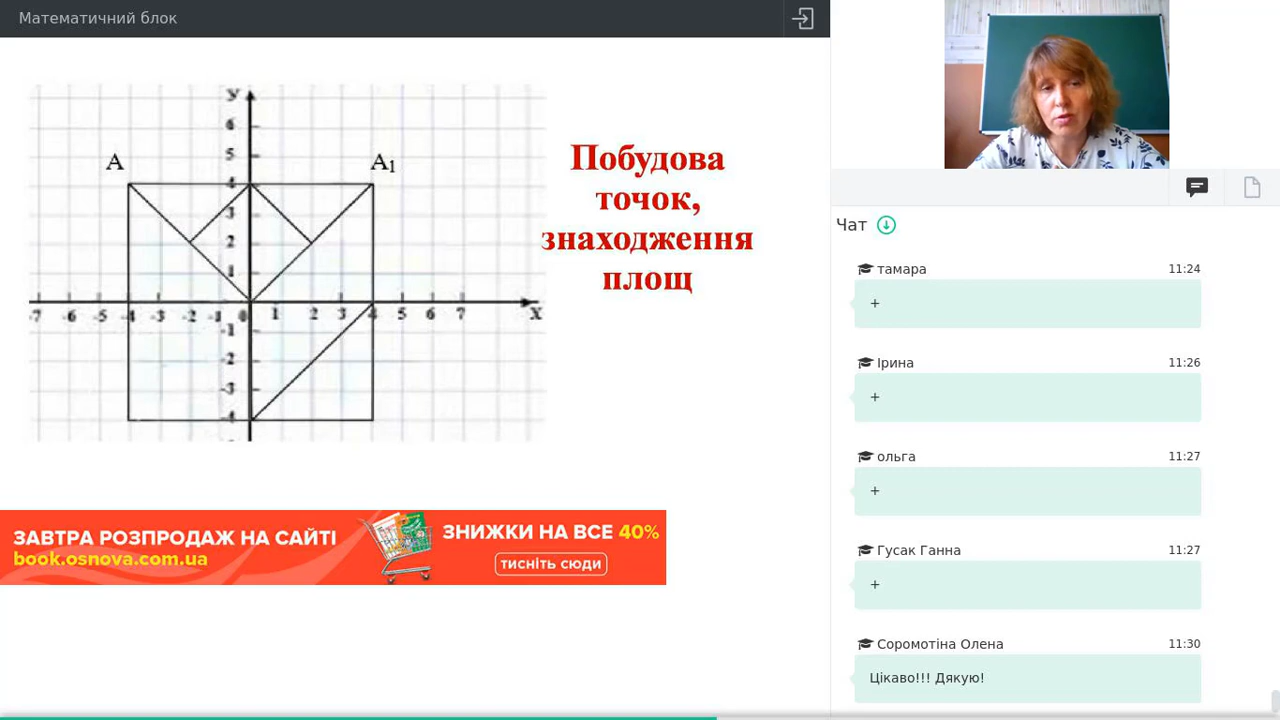 Математичний блок
У
6
5
4
3
2
1
A
A1
-7 -6 -5 -4 -3 -2 -1 0 1 2 3 4 5 6 7 X
-1
-2
-3
-4
Побудова
точок,
знаходження
площ
ЗАВТРА РОЗПРОДАЖ НА САЙТІ
book.osnova.com.ua
ЗНИЖКИ НА ВСЕ 40%
тисніть сюди
Чат
тамара 11:24
+
Ірина 11:26
+
ольга 11:27
+
Гусак Ганна 11:27
+
Соромотіна Олена 11:30
Цікаво!!! Дякую!